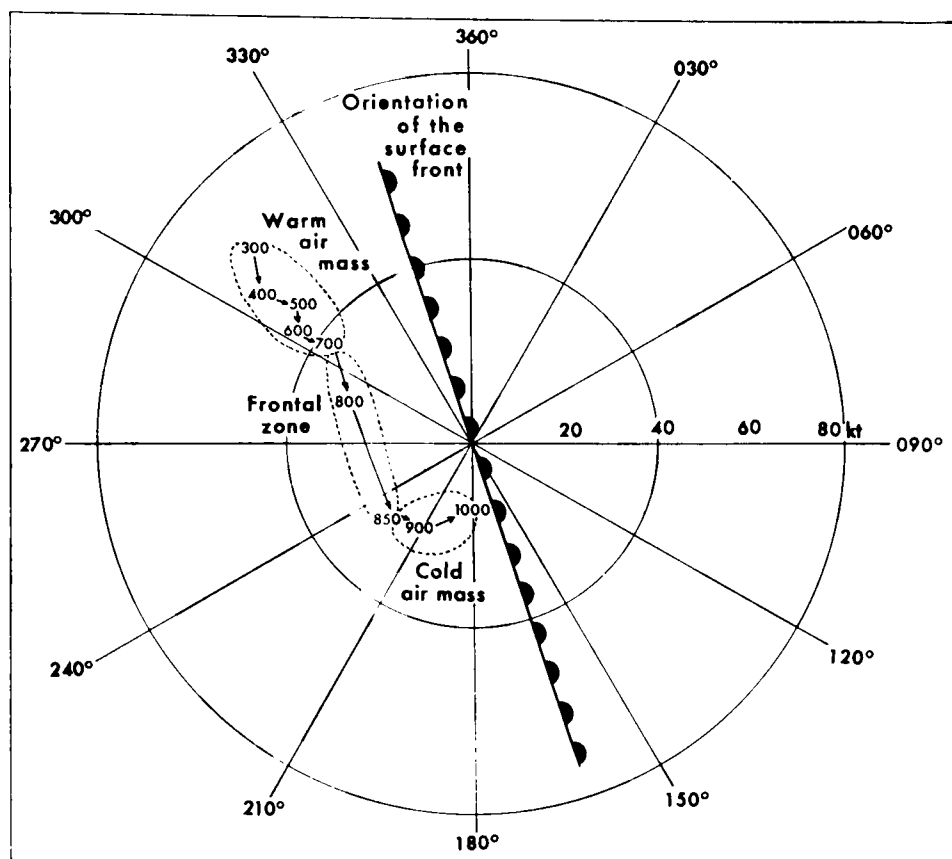 360°
330°
030°
Orientation
of the
surface
front
300°
Warm
air
mass
060°
300
400
500
600
700
800
Frontal
zone
270°
20 40 60 80 kt
090°
850
900
1000
Cold
air mass
240°
120°
210°
150°
180°